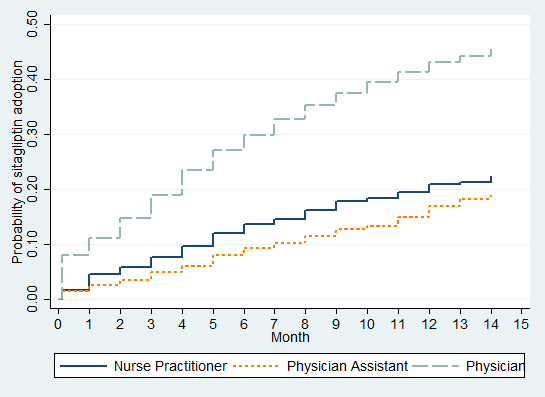 0.50
0.40
0.30
0.20
0.10
0.00
Probability of sitagliptin adoption
0 1 2 3 4 5 6 7 8 9 10 11 12 13 14 15
Month
Nurse Practitioner Physician Assistant Physician